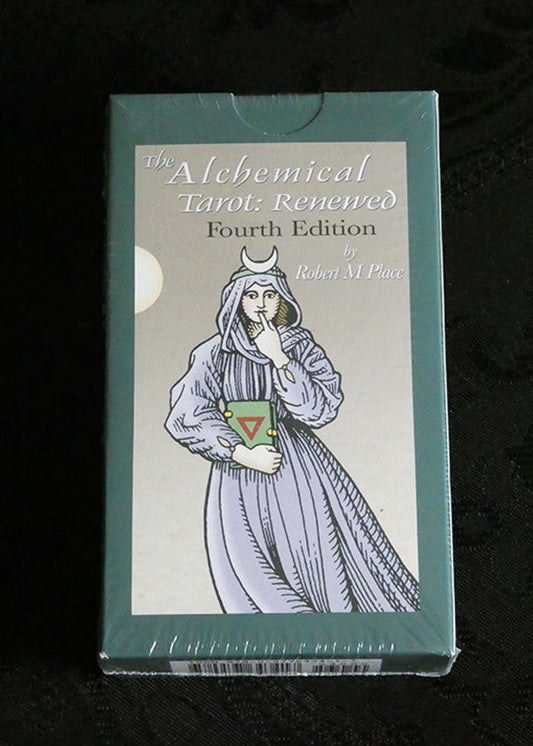 The Alchemical
Tarot: Renewed
Fourth Edition
by
Robert M Place